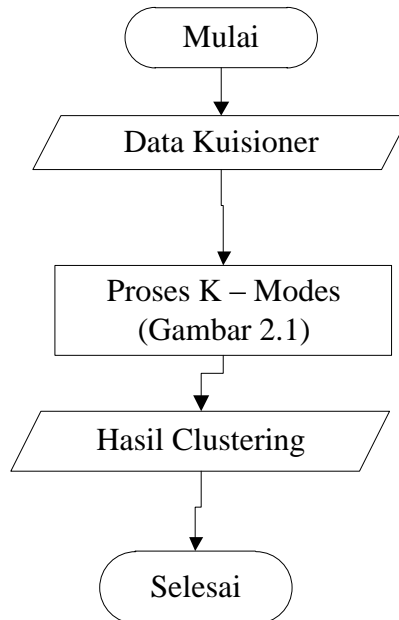 Mulai
Data Kuisioner
Proses K – Modes
(Gambar 2.1)
Hasil Clustering
Selesai